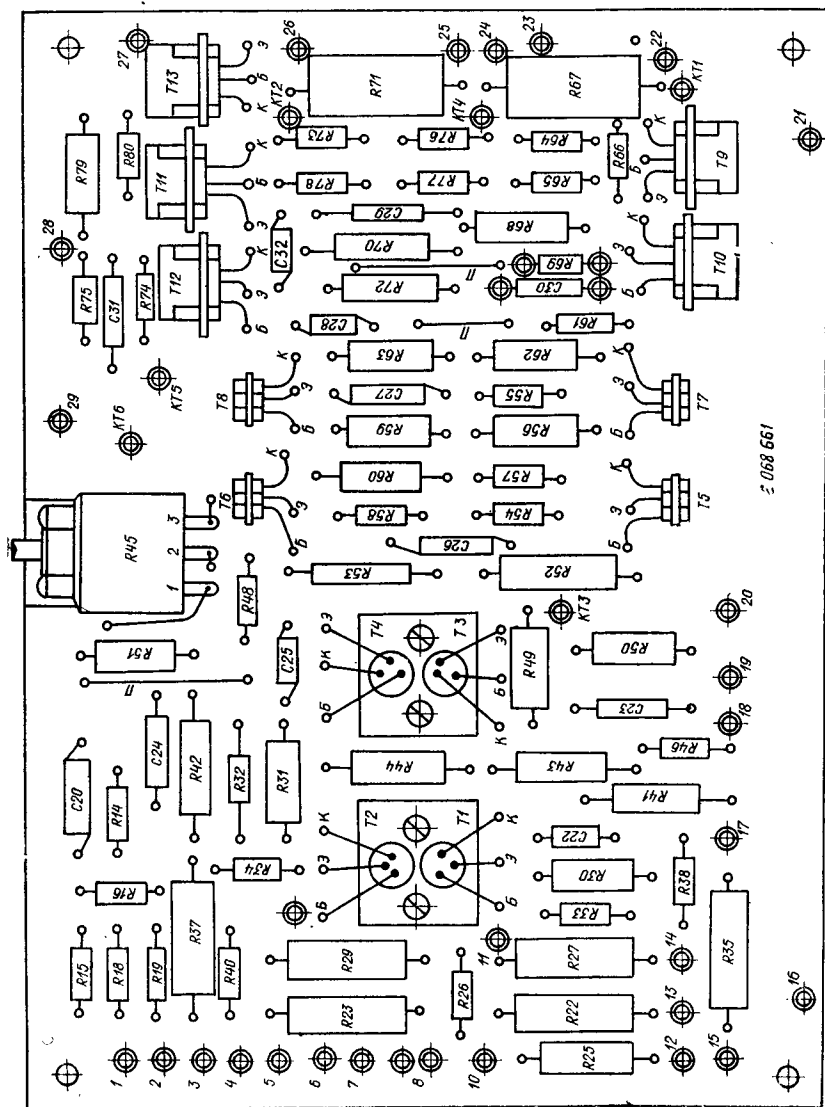 27
26
25
24
23
22
T13
Э
Б
К
КТ2
R71
R67
КТ1
R79
R80
T11
К
Б
Э
R73
R76
КТ4
R64
R66
К
Б
Э
T9
21
R78
R77
R65
28
C29
R68
К
Э
Б
T10
R75
C31
R74
T12
К
Э
Б
C32
R70
R72
П
R69
C30
C28
П
R61
29
КТ6
КТ5
T8
К
Э
Б
R63
R62
К
Э
Б
T7
C27
R55
R59
R56
068 661
R45
3
2
1
T6
К
Э
Б
R60
R57
К
Э
Б
T5
R58
R54
C26
R53
R52
R48
R51
П
C25
Э
К
Б
T4
T3
Э
Б
К
R49
КТ3
R50
20
19
C23
18
C20
R14
C24
R42
R32
R31
R44
R43
R46
R41
К
Э
Б
T2
T1
К
Э
Б
C22
17
R16
R34
R30
R38
R33
R37
R15
R18
R19
R40
R29
11
R27
14
R35
R23
R26
R22
13
16
R25
1
2
3
4
5
6
7
8
10
12
15